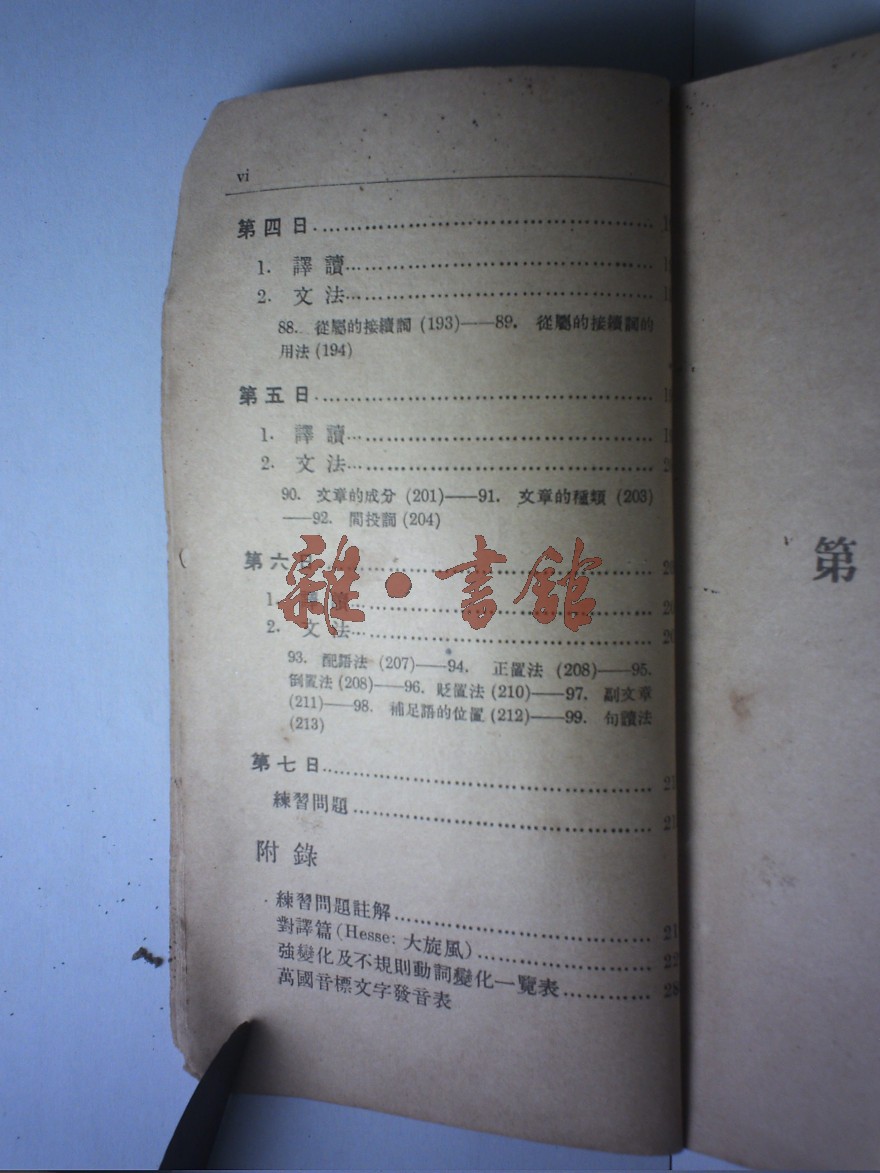 vi
第四日
1. 譯讀
2. 文法
88. 從屬的接續詞 (193)——89. 從屬的接續詞的
用法 (194)
第五日
1. 譯讀
2. 文法
90. 文章的成分 (201)——91. 文章的種類 (203)
——92. 間投詞 (204)
第六日
1. 譯讀
2. 文法
93. 配語法 (207)——94. 正置法 (208)——95.
倒置法 (208)——96. 貶置法 (210)——97. 副文章
(211)——98. 補足語的位置 (212)——99. 句讀法
(213)
第七日
練習問題
附錄
練習問題註解
對譯篇 (Hesse: 大旋風)
強變化及不規則動詞變化一覽表
萬國音標文字發音表
雜·書館
第